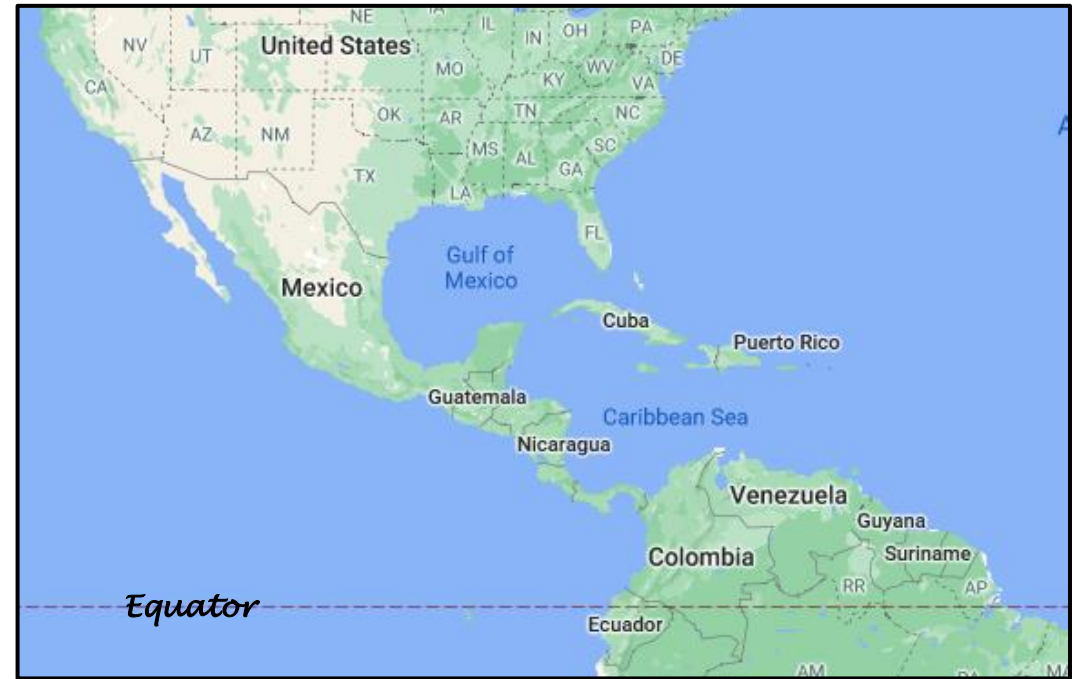 NE
IA
IL
IN
OH
PA
NV
UT
United States
MO
KY
WV
DE
VA
CA
AZ
NM
OK
AR
TN
NC
MS
AL
SC
GA
TX
LA
FL
Gulf of
Mexico
Mexico
Cuba
Puerto Rico
Guatemala
Caribbean Sea
Nicaragua
Venezuela
Guyana
Colombia
Suriname
RR
AP
Equator
Ecuador
AM
PA